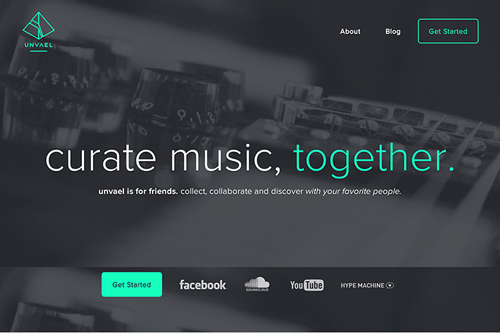 UNVAEL
About
Blog
Get Started
curate music, together.
unvael is for friends. collect, collaborate and discover with your favorite people.
Get Started
facebook
SOUNDCLOUD
YouTube
HYPE MACHINE